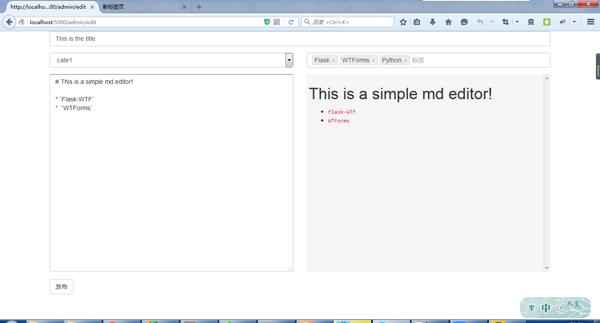 http://localho...00/admin/edit
新标签页
localhost:5000/admin/edit
百度 <Ctrl+K>
This is the title
cate1
Flask × WTForms × Python × 标签
# This is a simple md editor!
* `Flask-WTF`
* `WTForms`
This is a simple md editor!
Flask-WTF
WTForms
发布
中